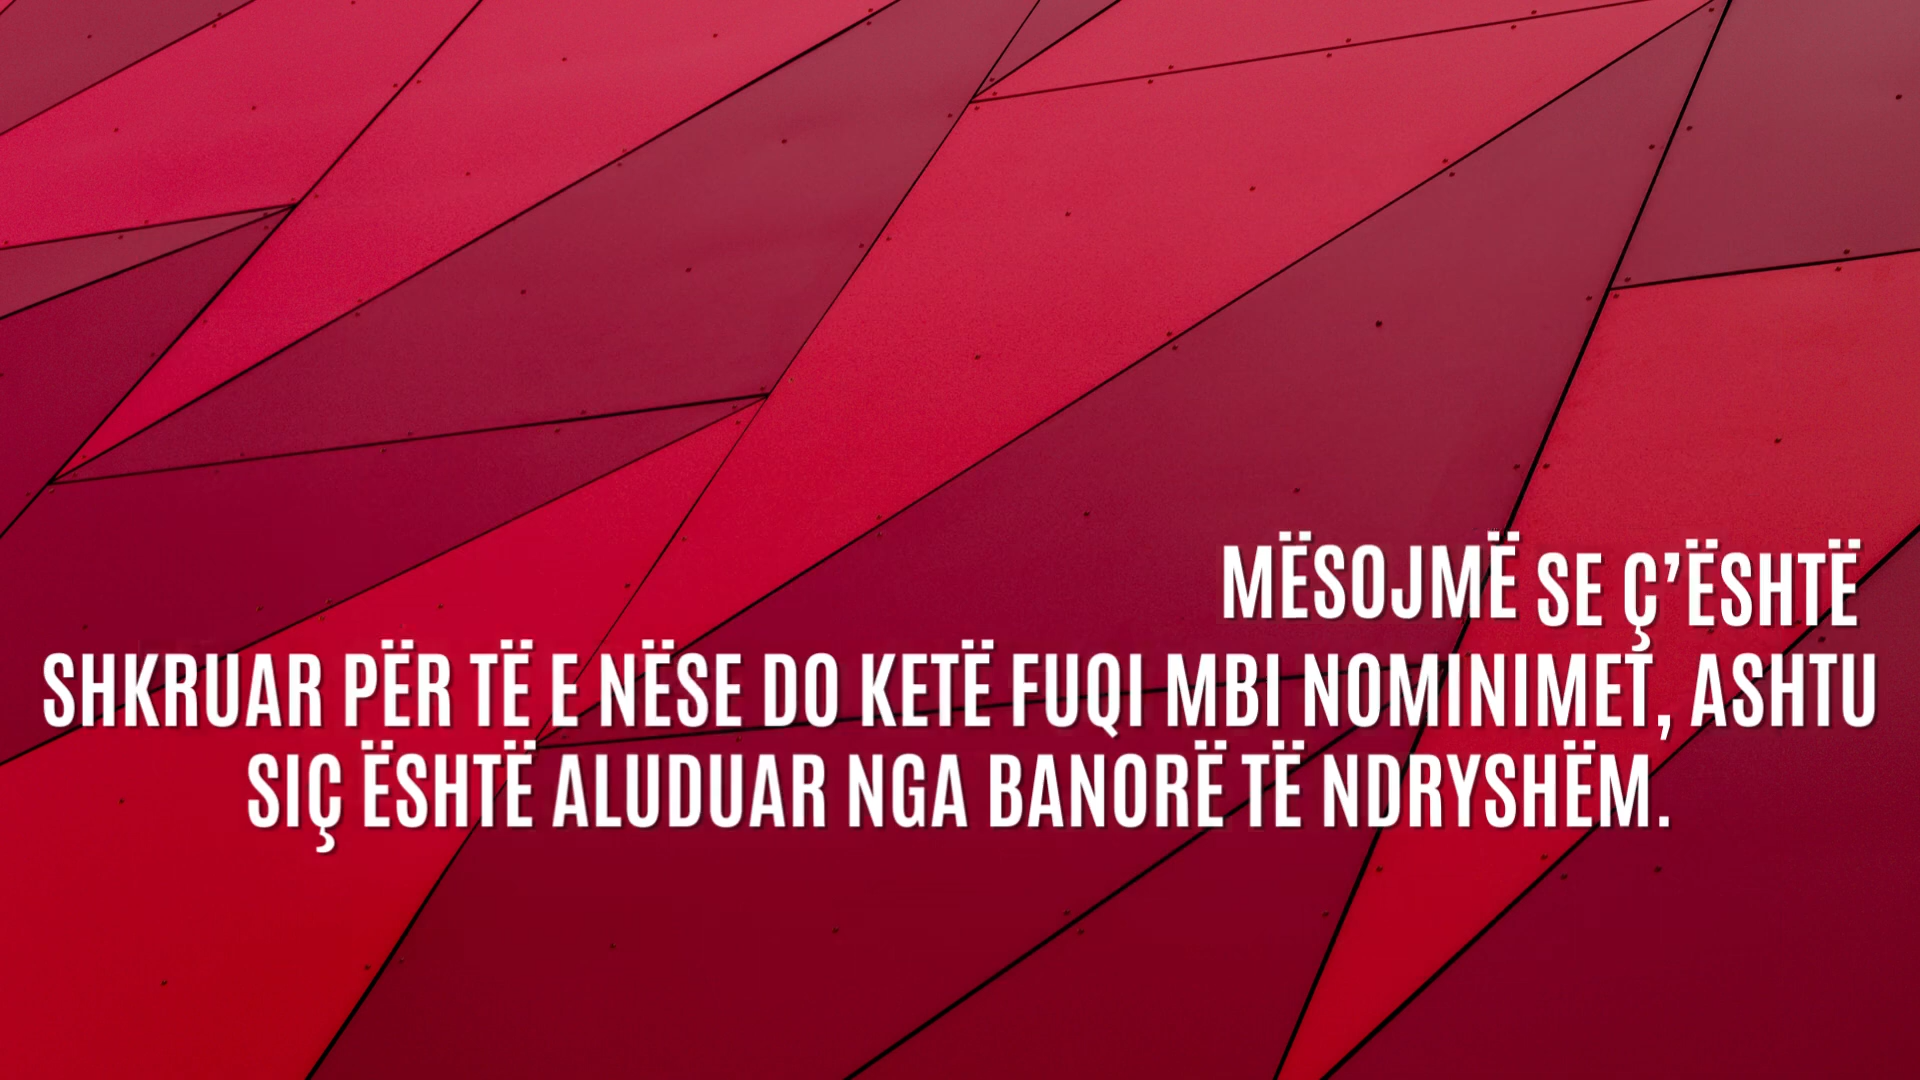 MËSOJMË SE Ç’ËSHTË
SHKRUAR PËR TË E NËSE DO KETË FUQI MBI NOMINIMET, ASHTU
SIÇ ËSHTË ALUDUAR NGA BANORË TË NDRYSHËM.